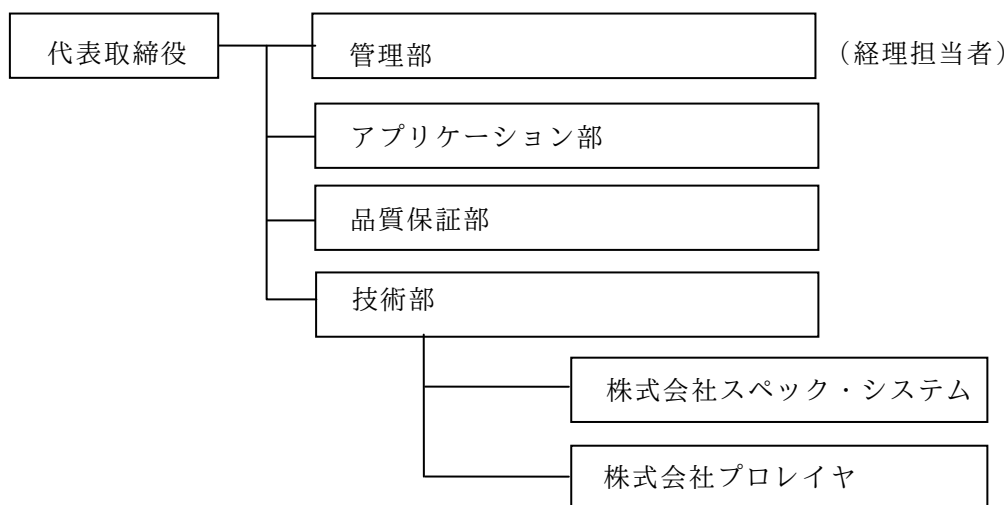 代表取締役
管理部
（経理担当者）
アプリケーション部
品質保証部
技術部
株式会社スペック・システム
株式会社プロレイヤ